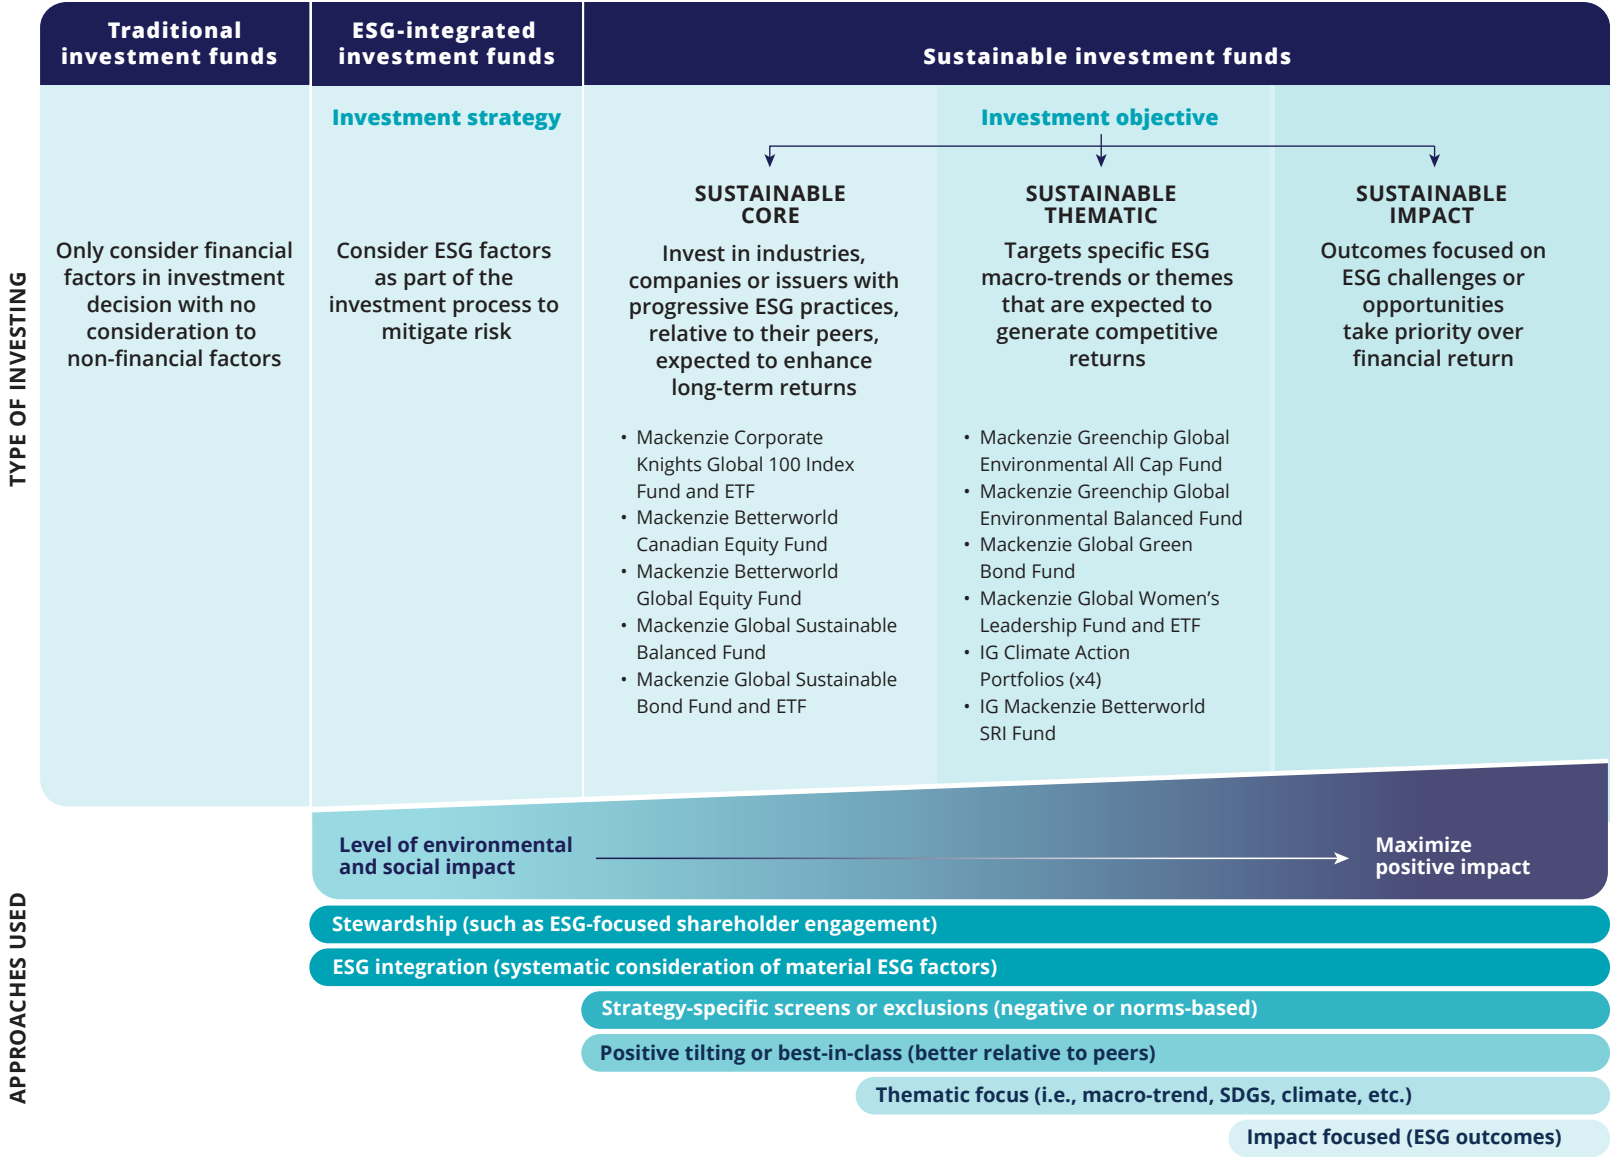 Traditional
investment funds
ESG-integrated
investment funds
Sustainable investment funds
TYPE OF INVESTING
Only consider financial
factors in investment
decision with no
consideration to
non-financial factors
Investment strategy
Consider ESG factors
as part of the
investment process to
mitigate risk
Investment objective
SUSTAINABLE
CORE
Invest in industries,
companies or issuers with
progressive ESG practices,
relative to their peers,
expected to enhance
long-term returns
• Mackenzie Corporate
Knights Global 100 Index
Fund and ETF
• Mackenzie Betterworld
Canadian Equity Fund
• Mackenzie Betterworld
Global Equity Fund
• Mackenzie Global Sustainable
Balanced Fund
• Mackenzie Global Sustainable
Bond Fund and ETF
SUSTAINABLE
THEMATIC
Targets specific ESG
macro-trends or themes
that are expected to
generate competitive
returns
• Mackenzie Greenchip Global
Environmental All Cap Fund
• Mackenzie Greenchip Global
Environmental Balanced Fund
• Mackenzie Global Green
Bond Fund
• Mackenzie Global Women’s
Leadership Fund and ETF
• IG Climate Action
Portfolios (x4)
• IG Mackenzie Betterworld
SRI Fund
SUSTAINABLE
IMPACT
Outcomes focused on
ESG challenges or
opportunities
take priority over
financial return
Level of environmental
and social impact
Maximize
positive impact
APPROACHES USED
Stewardship (such as ESG-focused shareholder engagement)
ESG integration (systematic consideration of material ESG factors)
Strategy-specific screens or exclusions (negative or norms-based)
Positive tilting or best-in-class (better relative to peers)
Thematic focus (i.e., macro-trend, SDGs, climate, etc.)
Impact focused (ESG outcomes)